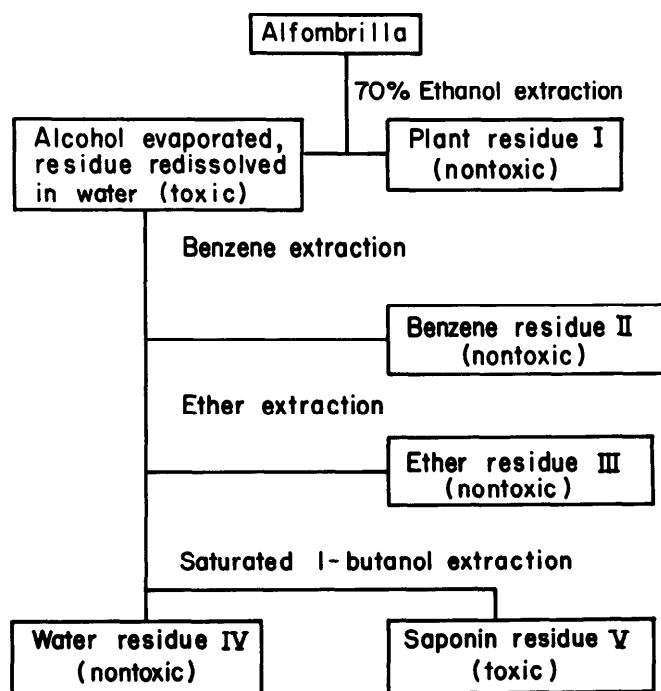 Alfombrilla
70% Ethanol extraction
Alcohol evaporated,
residue redissolved
in water (toxic)
Plant residue I
(nontoxic)
Benzene extraction
Benzene residue II
(nontoxic)
Ether extraction
Ether residue III
(nontoxic)
Saturated 1-butanol extraction
Water residue IV
(nontoxic)
Saponin residue V
(toxic)